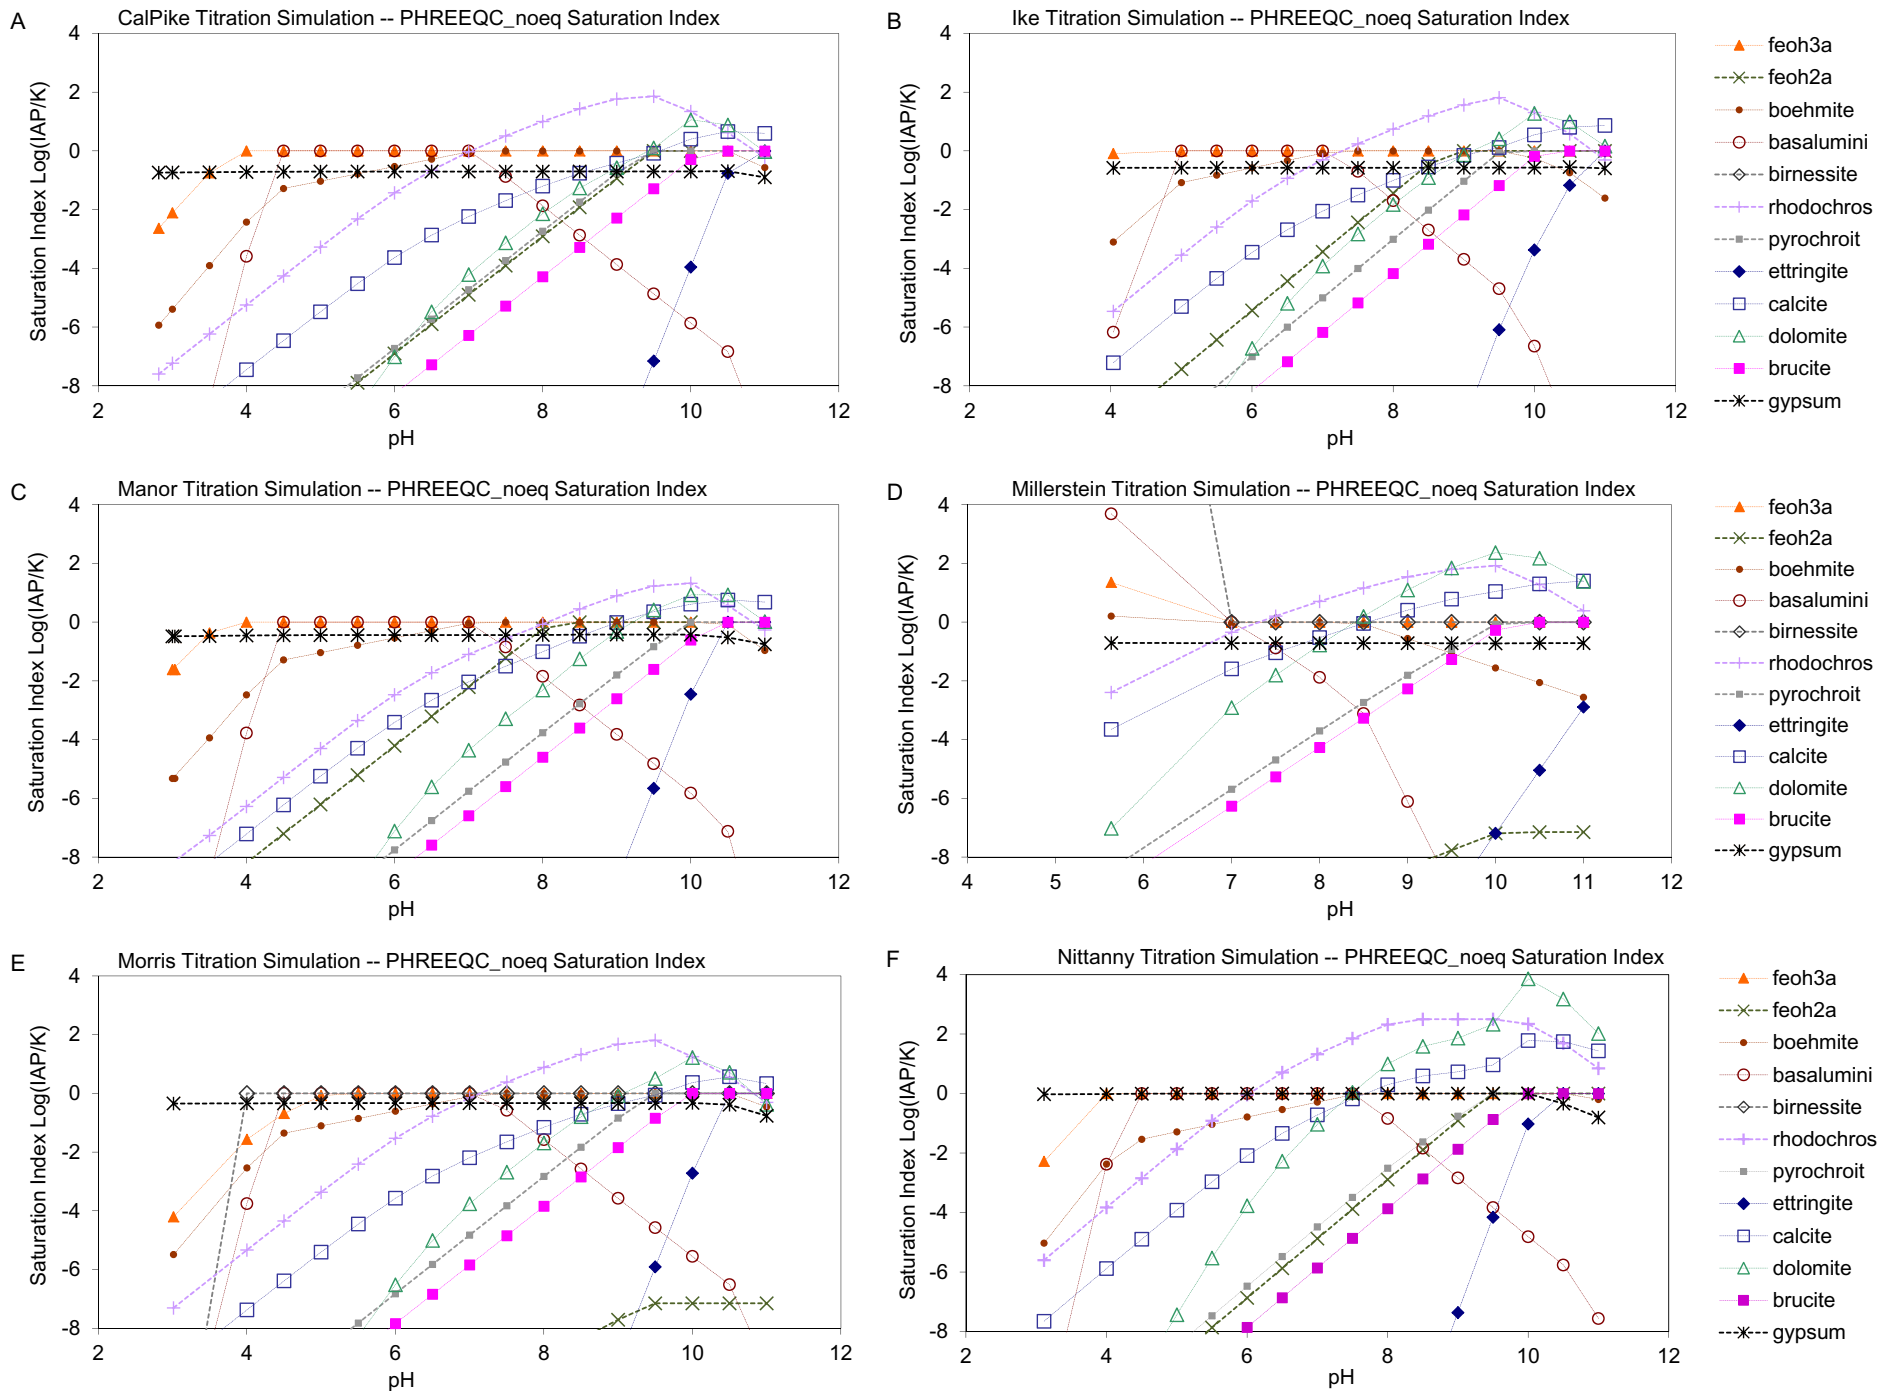 A
CalPike Titration Simulation -- PHREEQC_noeq Saturation Index
Saturation Index Log(IAP/K)
4
2
0
-2
-4
-6
-8
2
4
6
8
10
12
pH
B
Ike Titration Simulation -- PHREEQC_noeq Saturation Index
Saturation Index Log(IAP/K)
4
2
0
-2
-4
-6
-8
2
4
6
8
10
12
pH
feoh3a
feoh2a
boehmite
basalumini
birnessite
rhodochros
pyrochroit
ettringite
calcite
dolomite
brucite
gypsum
C
Manor Titration Simulation -- PHREEQC_noeq Saturation Index
Saturation Index Log(IAP/K)
4
2
0
-2
-4
-6
-8
2
4
6
8
10
12
pH
D
Millerstein Titration Simulation -- PHREEQC_noeq Saturation Index
Saturation Index Log(IAP/K)
4
2
0
-2
-4
-6
-8
4
5
6
7
8
9
10
11
12
pH
feoh3a
feoh2a
boehmite
basalumini
birnessite
rhodochros
pyrochroit
ettringite
calcite
dolomite
brucite
gypsum
E
Morris Titration Simulation -- PHREEQC_noeq Saturation Index
Saturation Index Log(IAP/K)
4
2
0
-2
-4
-6
-8
2
4
6
8
10
12
pH
F
Nittanny Titration Simulation -- PHREEQC_noeq Saturation Index
Saturation Index Log(IAP/K)
4
2
0
-2
-4
-6
-8
2
4
6
8
10
12
pH
feoh3a
feoh2a
boehmite
basalumini
birnessite
rhodochros
pyrochroit
ettringite
calcite
dolomite
brucite
gypsum